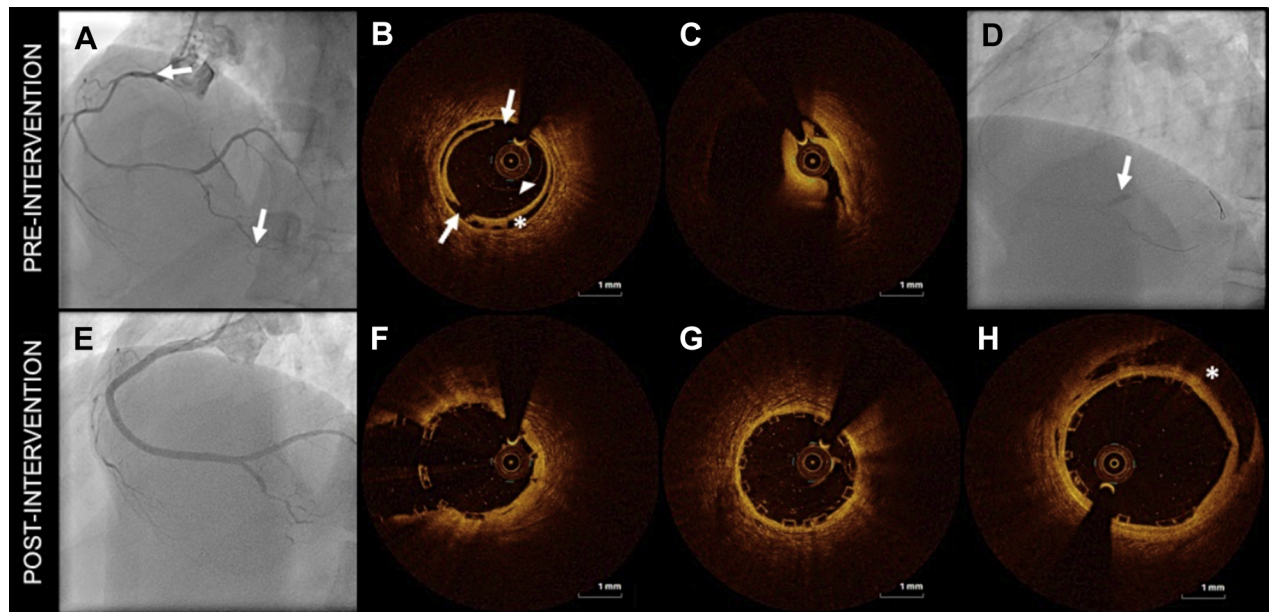 PRE-INTERVENTION
A
B
C
D
*
1 mm
1 mm
POST-INTERVENTION
E
F
G
H
*
1 mm
1 mm
1 mm